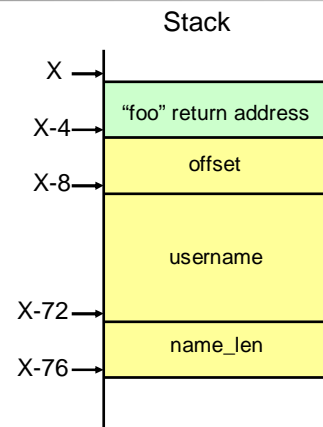 Stack
X
“foo” return address
X-4
offset
X-8
username
X-72
name_len
X-76